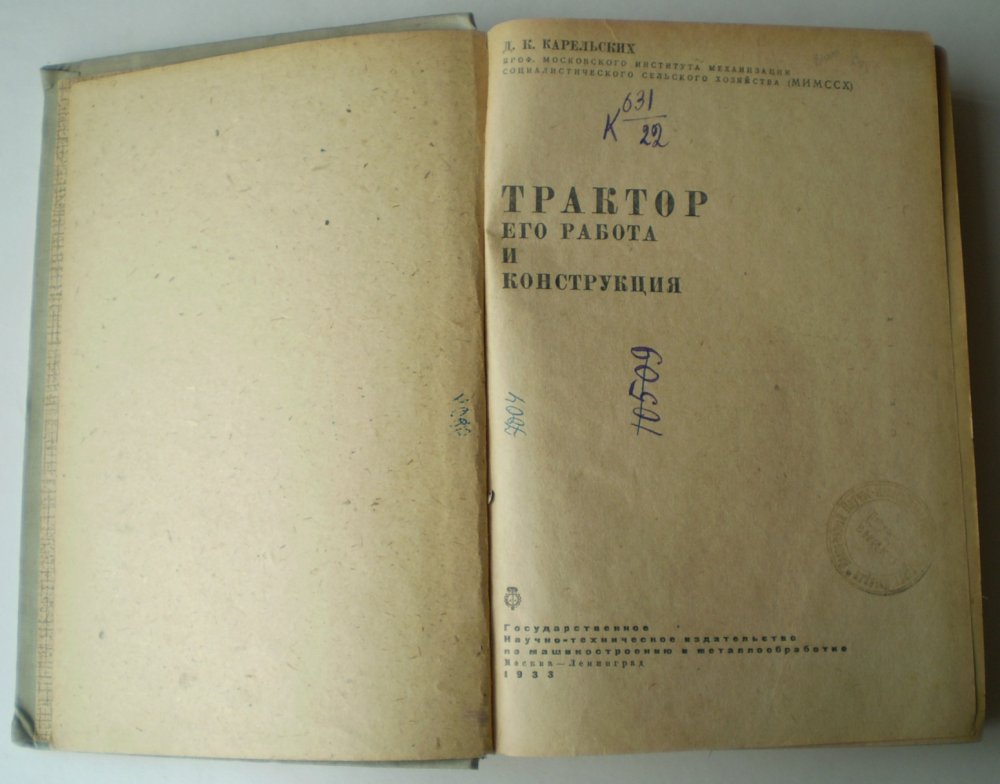 Д. К. КАРЕЛЬСКИХ
ПРОФ. МОСКОВСКОГО ИНСТИТУТА МЕХАНИЗАЦИИ
СОЦИАЛИСТИЧЕСКОГО СЕЛЬСКОГО ХОЗЯЙСТВА (МИМССХ)
К 631
22
ТРАКТОР
ЕГО РАБОТА
И
КОНСТРУКЦИЯ
10509
Государственное
Научно-техническое издательство
по машиностроению и металлообработке
Москва — Ленинград
1933